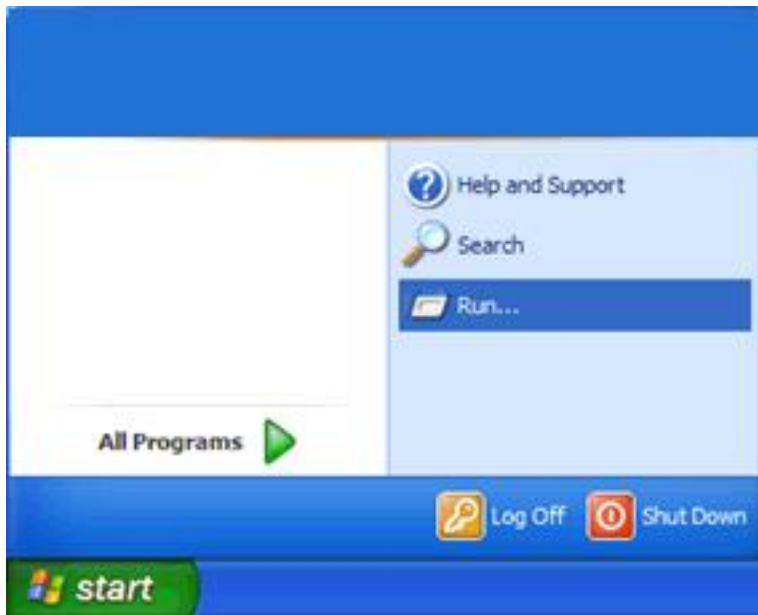 Help and Support
Search
Run...
All Programs
Log Off Shut Down
start